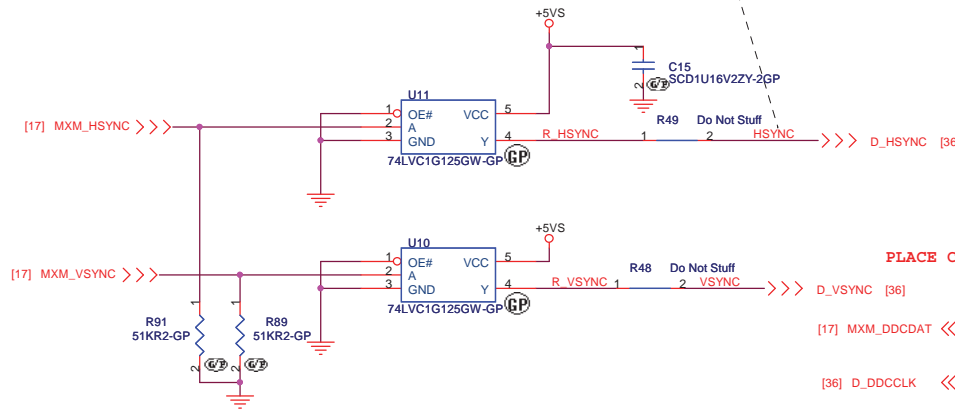 +5VS
1
C15
SCD1U16V2ZY-2GP
2
G/P
U11
1 OE# VCC 5
[17] MXM_HSYNC
2 A
3 GND Y 4
R_HSYNC 1 R49 2 Do Not Stuff HSYNC
D_HSYNC [36
74LVC1G125GW-GP GP
+5VS
U10
1 OE# VCC 5
[17] MXM_VSYNC
2 A
3 GND Y 4
R_VSYNC 1 R48 2 Do Not Stuff VSYNC
D_VSYNC [36]
74LVC1G125GW-GP GP
PLACE
1 1
R91 R89
51KR2-GP 51KR2-GP
2 G/P 2 G/P
[17] MXM_DDCDAT
[36] D_DDCCLK